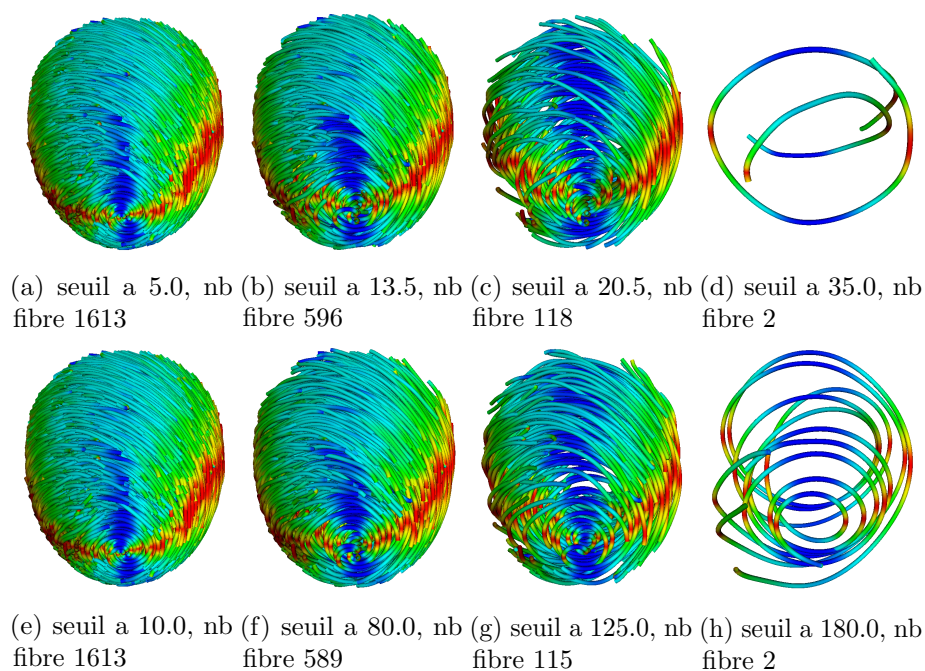 (a) seuil a 5.0, nb fibre 1613
(b) seuil a 13.5, nb fibre 596
(c) seuil a 20.5, nb fibre 118
(d) seuil a 35.0, nb fibre 2
(e) seuil a 10.0, nb fibre 1613
(f) seuil a 80.0, nb fibre 589
(g) seuil a 125.0, nb fibre 115
(h) seuil a 180.0, nb fibre 2